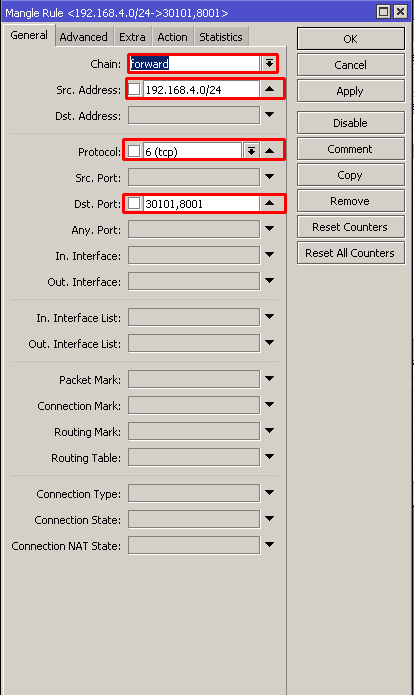 Mangle Rule <192.168.4.0/24->30101,8001>
General Advanced Extra Action Statistics
Chain: forward
Src. Address: 192.168.4.0/24
Dst. Address:
Protocol: 6 (tcp)
Src. Port:
Dst. Port: 30101,8001
Any. Port:
In. Interface:
Out. Interface:
In. Interface List:
Out. Interface List:
Packet Mark:
Connection Mark:
Routing Mark:
Routing Table:
Connection Type:
Connection State:
Connection NAT State:
OK
Cancel
Apply
Disable
Comment
Copy
Remove
Reset Counters
Reset All Counters